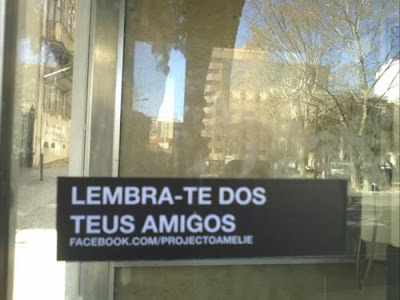 LEMBRA-TE DOS
TEUS AMIGOS
FACEBOOK.COM/PROJECTOAMELIE